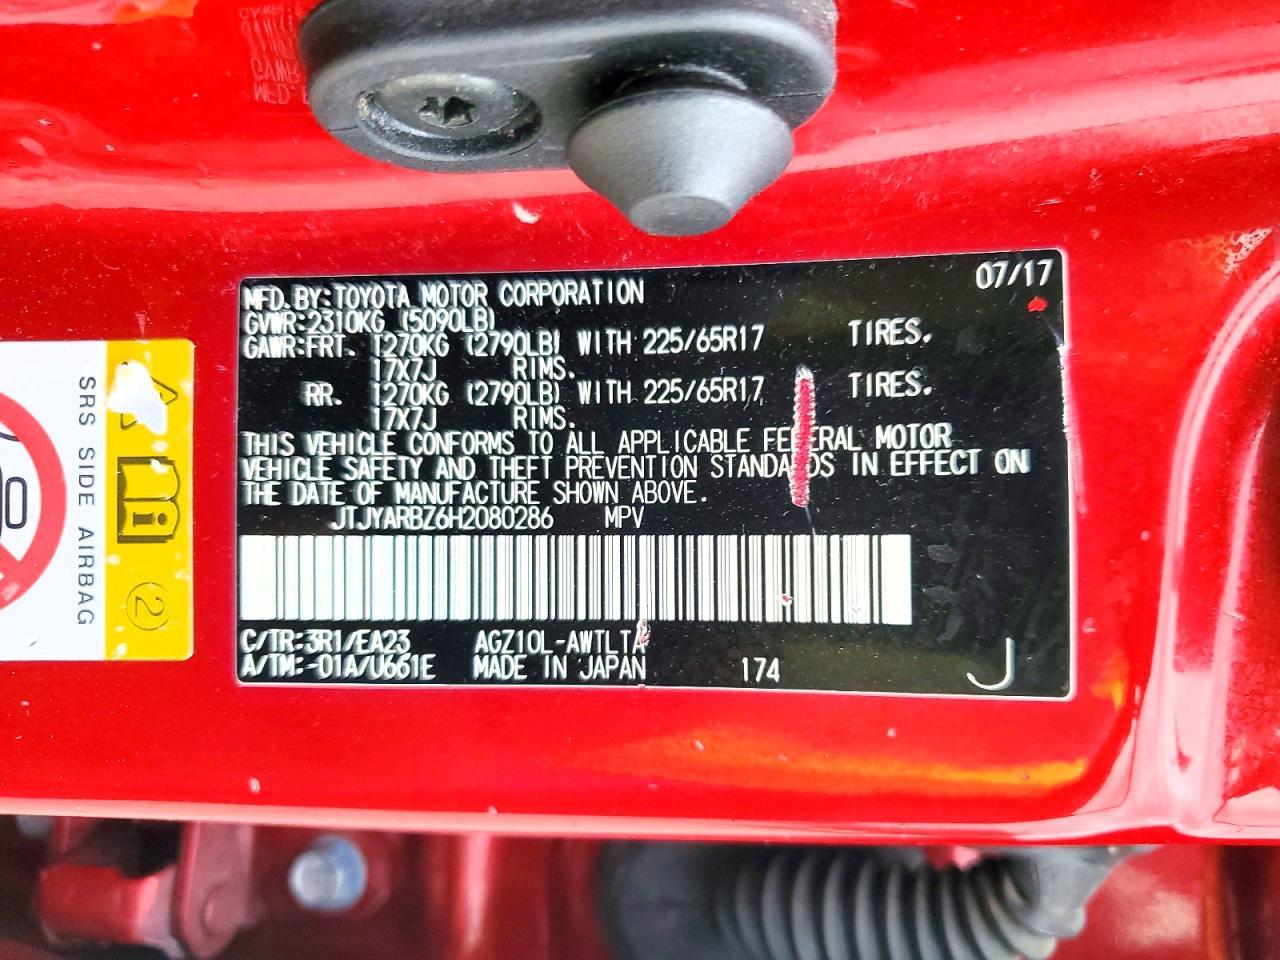 07/17
MFD. BY: TOYOTA MOTOR CORPORATION
GVWR: 2310KG (5090LB)
GAWR: FRT. 1270KG (2790LB) WITH 225/65R17 TIRES.
17X7J RIMS.
RR. 1270KG (2790LB) WITH 225/65R17 TIRES.
17X7J RIMS.
THIS VEHICLE CONFORMS TO ALL APPLICABLE FEDERAL MOTOR
VEHICLE SAFETY AND THEFT PREVENTION STANDARDS IN EFFECT ON
THE DATE OF MANUFACTURE SHOWN ABOVE.
JTJYARBZ6H2080286 MPV
C/TR: 3R1/EA23 AGZ10L-AWTLTA
A/TM: -01A/U661E MADE IN JAPAN 174 J
SRS SIDE AIRBAG
2